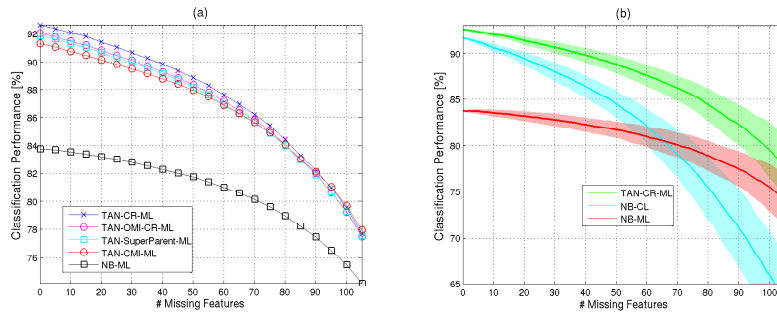 (a)
Classification Performance [%]
92
90
88
86
84
82
80
78
76
0 10 20 30 40 50 60 70 80 90 100
# Missing Features
TAN-CR-ML
TAN-OMI-CR-ML
TAN-SuperParent-ML
TAN-CMI-ML
NB-ML
(b)
Classification Performance [%]
90
85
80
75
70
65
0 10 20 30 40 50 60 70 80 90 100
# Missing Features
TAN-CR-ML
NB-CL
NB-ML